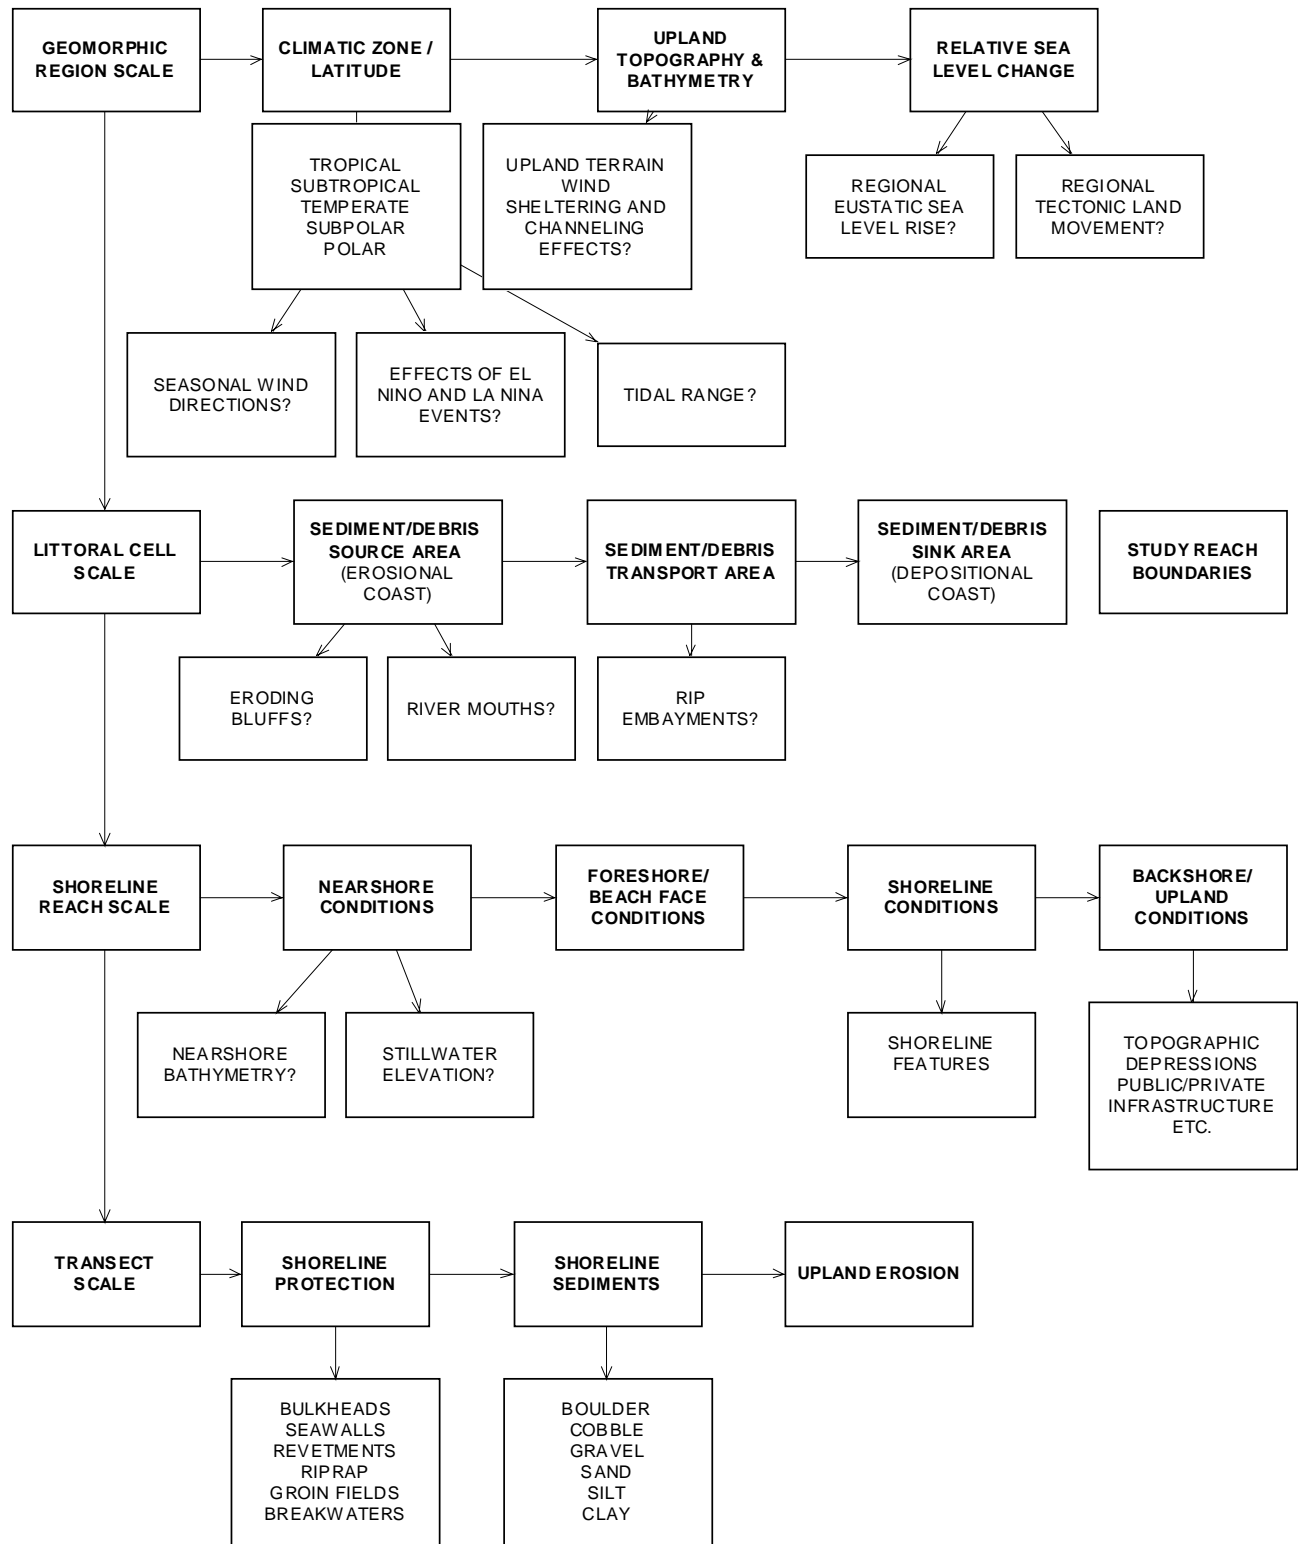 GEOMORPHIC
REGION SCALE
CLIMATIC ZONE /
LATITUDE
UPLAND
TOPOGRAPHY &
BATHYMETRY
RELATIVE SEA
LEVEL CHANGE
TROPICAL
SUBTROPICAL
TEMPERATE
SUBPOLAR
POLAR
UPLAND TERRAIN
WIND
SHELTERING AND
CHANNELING
EFFECTS?
REGIONAL
EUSTATIC SEA
LEVEL RISE?
REGIONAL
TECTONIC LAND
MOVEMENT?
SEASONAL WIND
DIRECTIONS?
EFFECTS OF EL
NINO AND LA NINA
EVENTS?
TIDAL RANGE?
LITTORAL CELL
SCALE
SEDIMENT/DEBRIS
SOURCE AREA
(EROSIONAL
COAST)
SEDIMENT/DEBRIS
TRANSPORT AREA
SEDIMENT/DEBRIS
SINK AREA
(DEPOSITIONAL
COAST)
STUDY REACH
BOUNDARIES
ERODING
BLUFFS?
RIVER MOUTHS?
RIP
EMBAYMENTS?
SHORELINE
REACH SCALE
NEARSHORE
CONDITIONS
FORESHORE/
BEACH FACE
CONDITIONS
SHORELINE
CONDITIONS
BACKSHORE/
UPLAND
CONDITIONS
NEARSHORE
BATHYMETRY?
STILLWATER
ELEVATION?
SHORELINE
FEATURES
TOPOGRAPHIC
DEPRESSIONS
PUBLIC/PRIVATE
INFRASTRUCTURE
ETC.
TRANSECT
SCALE
SHORELINE
PROTECTION
SHORELINE
SEDIMENTS
UPLAND EROSION
BULKHEADS
SEAWALLS
REVETMENTS
RIPRAP
GROIN FIELDS
BREAKWATERS
BOULDER
COBBLE
GRAVEL
SAND
SILT
CLAY